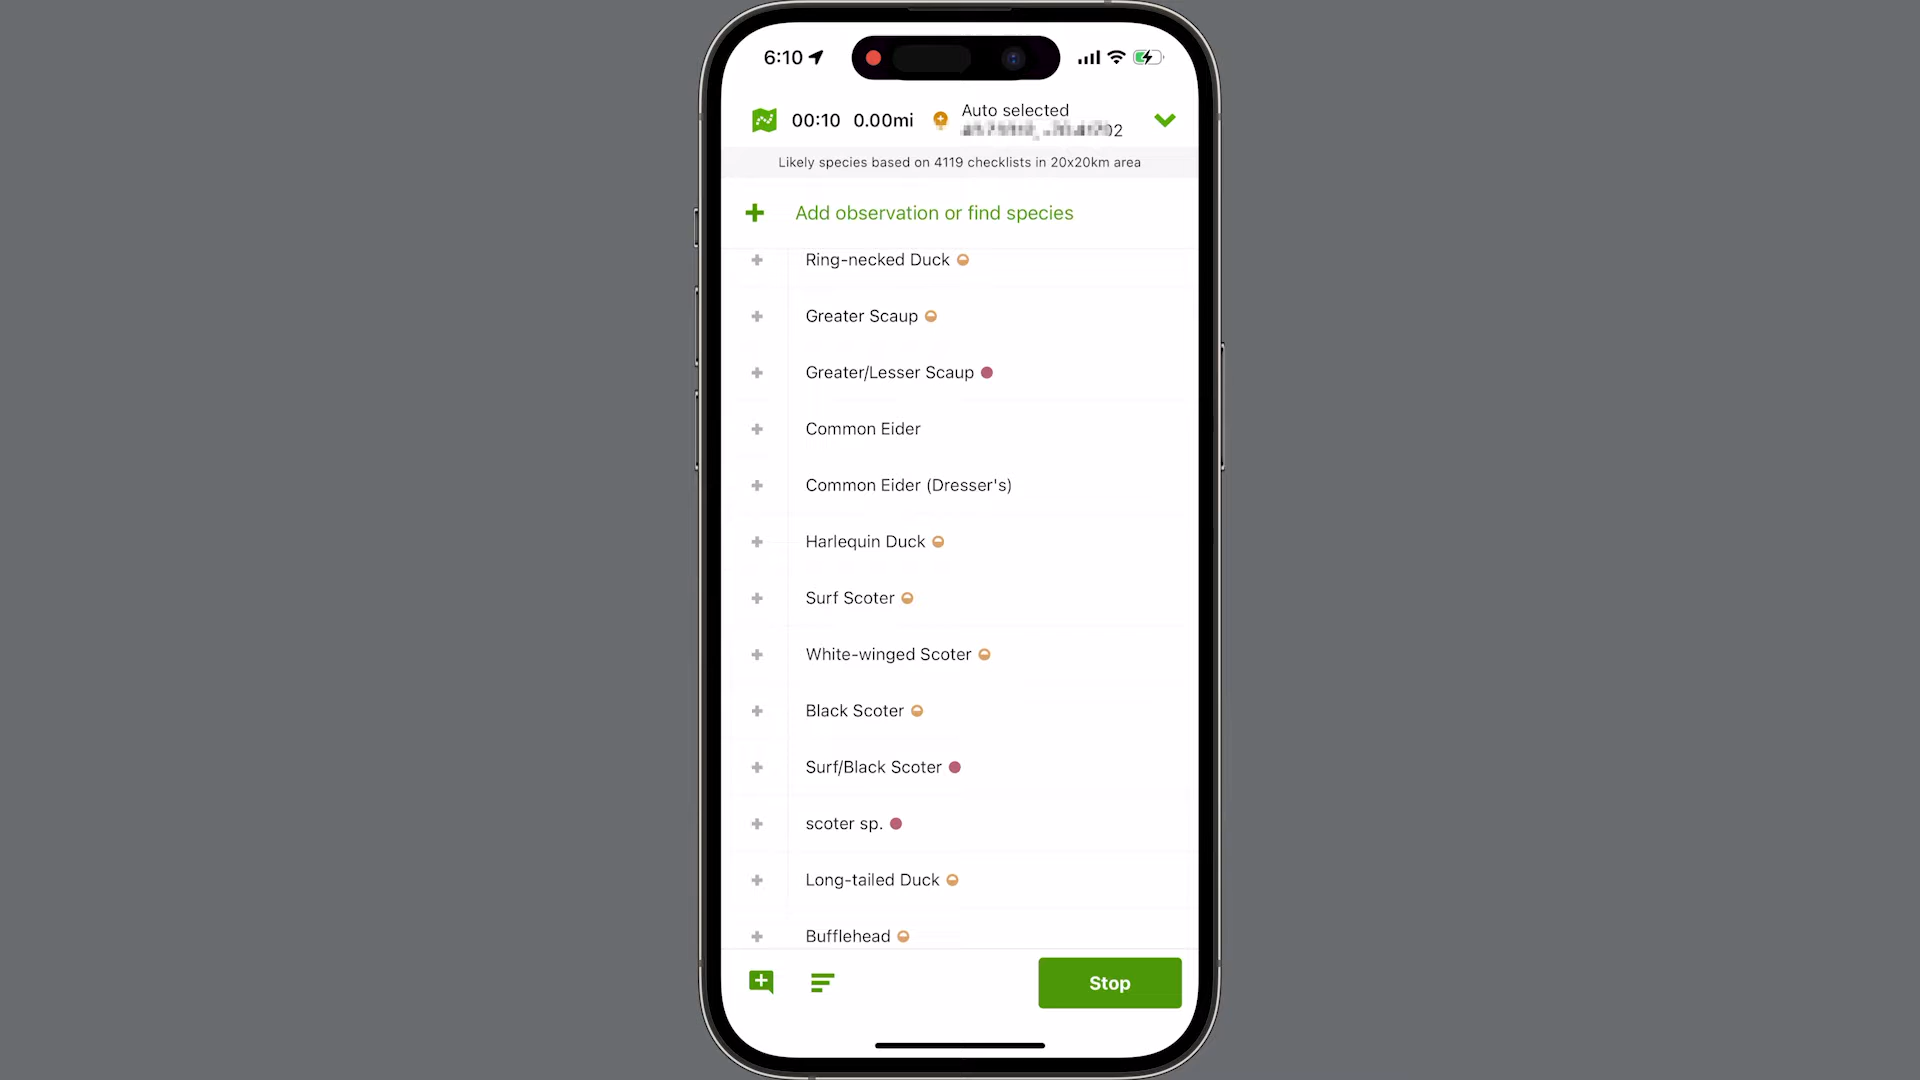 6:10
00:10 0.00mi
Auto selected
Likely species based on 4119 checklists in 20x20km area
Add observation or find species
Ring-necked Duck
Greater Scaup
Greater/Lesser Scaup
Common Eider
Common Eider (Dresser's)
Harlequin Duck
Surf Scoter
White-winged Scoter
Black Scoter
Surf/Black Scoter
scoter sp.
Long-tailed Duck
Bufflehead
Stop